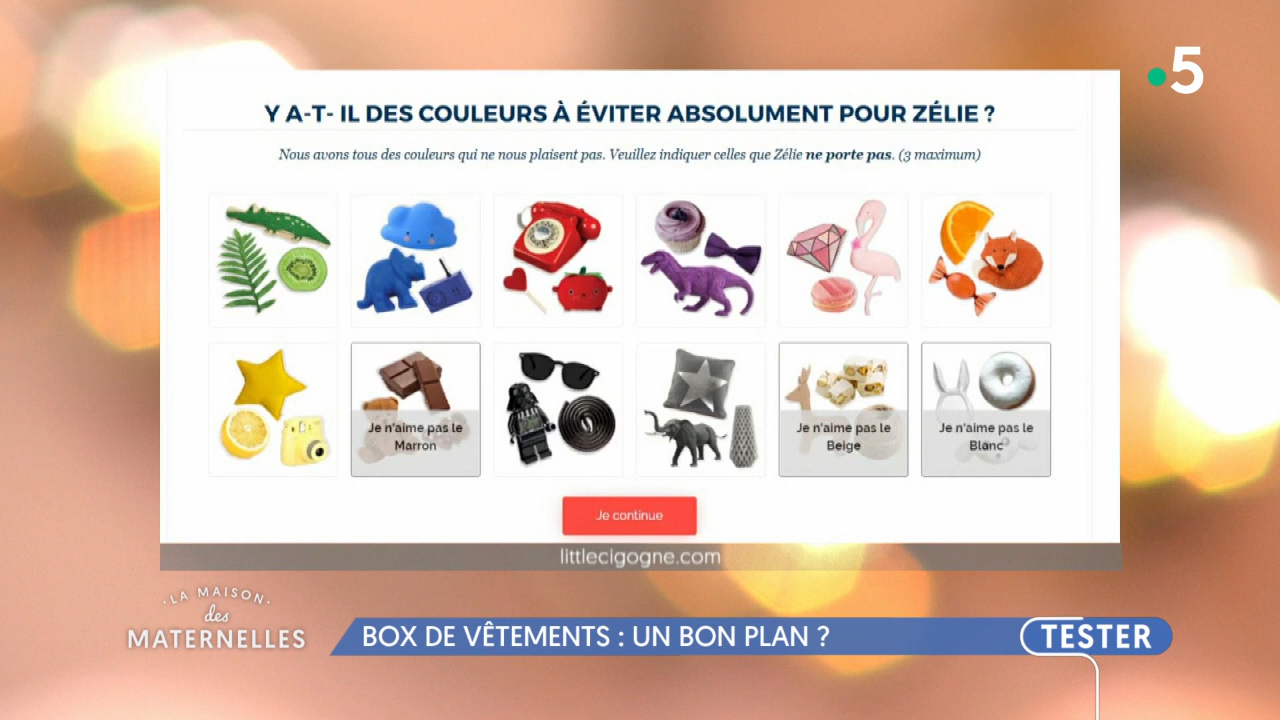 5
Y A-T- IL DES COULEURS À ÉVITER ABSOLUMENT POUR ZÉLIE ?
Nous avons tous des couleurs qui ne nous plaisent pas. Veuillez indiquer celles que Zélie ne porte pas. (3 maximum)
Je n'aime pas le
Marron
Je n'aime pas le
Beige
Je n'aime pas le
Blanc
Je continue
littlecigogne.com
·LA MAISON·
des
MATERNELLES
BOX DE VÊTEMENTS : UN BON PLAN ?
TESTER